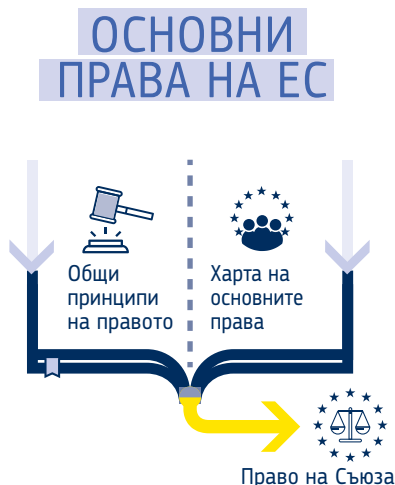 ОСНОВНИ
ПРАВА НА ЕС
Общи
принципи
на правото
Харта на
основните
права
Право на Съюза